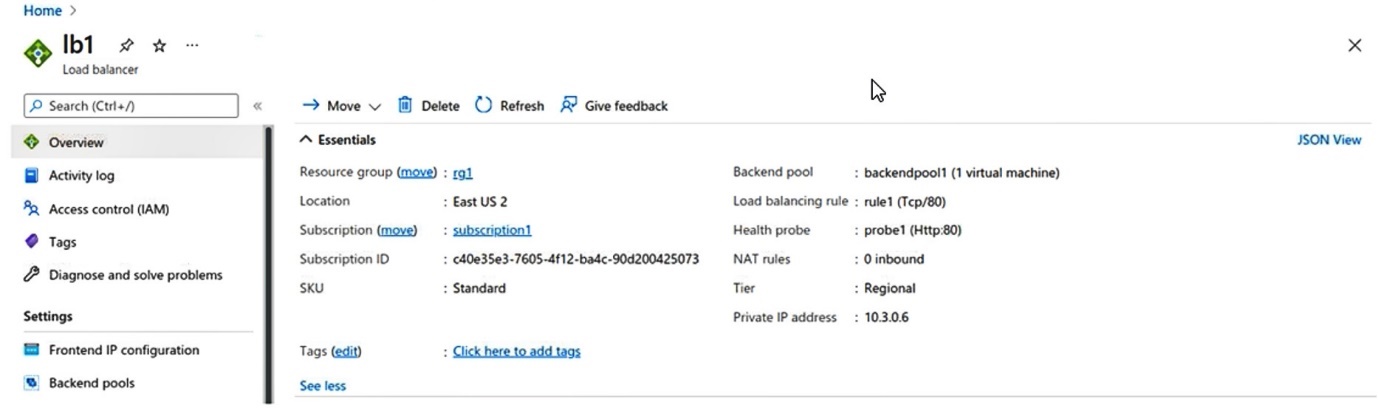 Home >
lb1 ...
Load balancer
Search (Ctrl+/) «
Overview
Activity log
Access control (IAM)
Tags
Diagnose and solve problems
Settings
Frontend IP configuration
Backend pools
Move Delete Refresh Give feedback
Essentials JSON View
Resource group (move) : rg1
Location : East US 2
Subscription (move) : subscription1
Subscription ID : c40e35e3-7605-4f12-ba4c-90d200425073
SKU : Standard
Backend pool : backendpool1 (1 virtual machine)
Load balancing rule : rule1 (Tcp/80)
Health probe : probe1 (Http:80)
NAT rules : 0 inbound
Tier : Regional
Private IP address : 10.3.0.6
Tags (edit) : Click here to add tags
See less